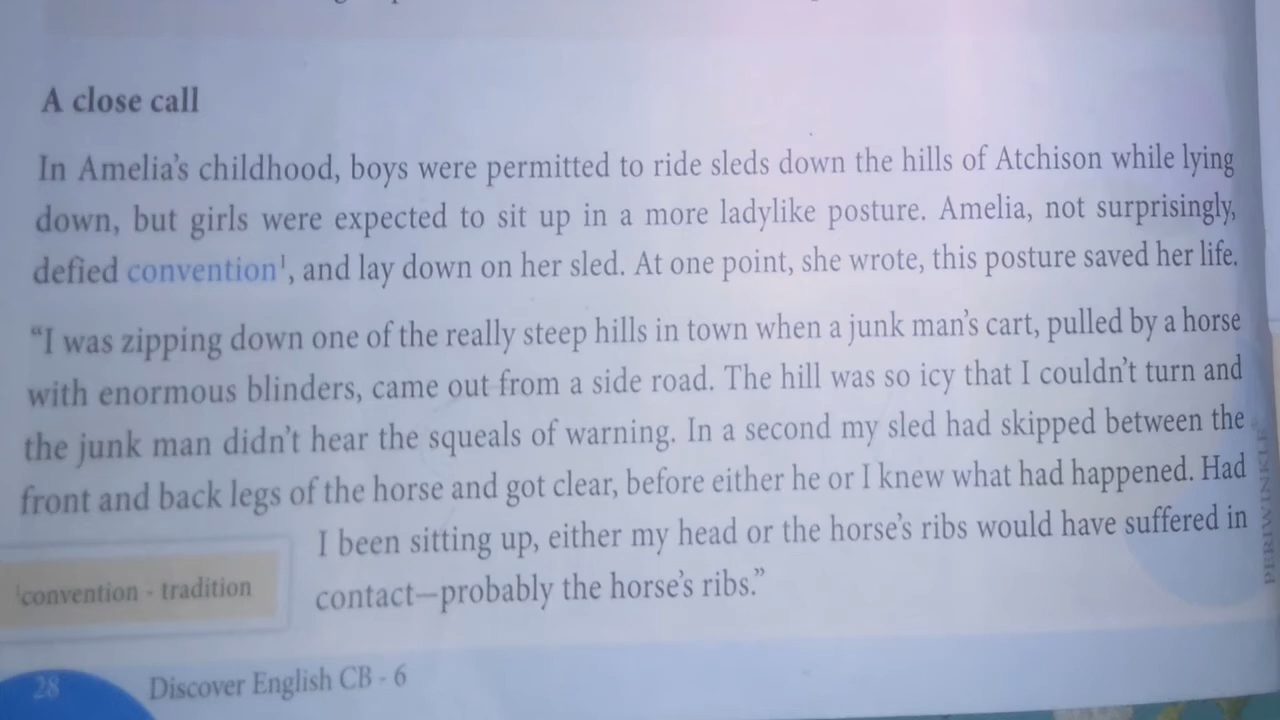 A close call
In Amelia's childhood, boys were permitted to ride sleds down the hills of Atchison while lying
down, but girls were expected to sit up in a more ladylike posture. Amelia, not surprisingly,
defied convention¹, and lay down on her sled. At one point, she wrote, this posture saved her life.
“I was zipping down one of the really steep hills in town when a junk man's cart, pulled by a horse
with enormous blinders, came out from a side road. The hill was so icy that I couldn't turn and
the junk man didn't hear the squeals of warning. In a second my sled had skipped between the
front and back legs of the horse and got clear, before either he or I knew what had happened. Had
I been sitting up, either my head or the horse's ribs would have suffered in
contact—probably the horse's ribs.”
¹convention - tradition
28
Discover English CB - 6
PERIWINKLE